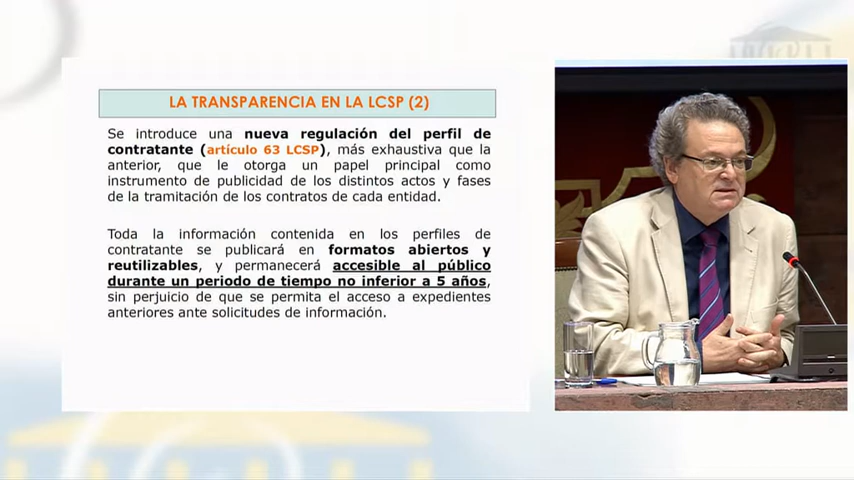 LA TRANSPARENCIA EN LA LCSP (2)
Se introduce una nueva regulación del perfil de
contratante (artículo 63 LCSP), más exhaustiva que la
anterior, que le otorga un papel principal como
instrumento de publicidad de los distintos actos y fases
de la tramitación de los contratos de cada entidad.
Toda la información contenida en los perfiles de
contratante se publicará en formatos abiertos y
reutilizables, y permanecerá accesible al público
durante un periodo de tiempo no inferior a 5 años,
sin perjuicio de que se permita el acceso a expedientes
anteriores ante solicitudes de información.